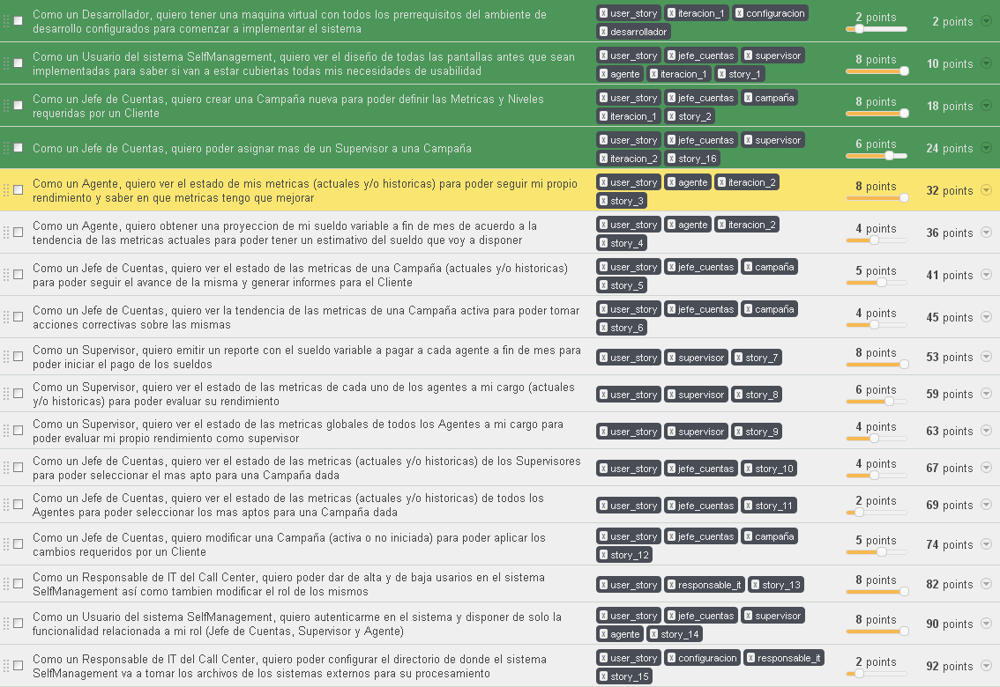 Como un Desarrollador, quiero tener una maquina virtual con todos los prerrequisitos del ambiente de
desarrollo configurados para comenzar a implementar el sistema
x user_story x iteracion_1 x configuracion
x desarrollador
2 points
2 points
Como un Usuario del sistema SelfManagement, quiero ver el diseño de todas las pantallas antes que sean
implementadas para saber si van a estar cubiertas todas mis necesidades de usabilidad
x user_story x jefe_cuentas x supervisor
x agente x iteracion_1 x story_1
8 points
10 points
Como un Jefe de Cuentas, quiero crear una Campaña nueva para poder definir las Metricas y Niveles
requeridas por un Cliente
x user_story x jefe_cuentas x campaña
x iteracion_1 x story_2
8 points
18 points
Como un Jefe de Cuentas, quiero poder asignar mas de un Supervisor a una Campaña
x user_story x jefe_cuentas x supervisor
x iteracion_2 x story_16
6 points
24 points
Como un Agente, quiero ver el estado de mis metricas (actuales y/o historicas) para poder seguir mi propio
rendimiento y saber en que metricas tengo que mejorar
x user_story x agente x iteracion_2
x story_3
8 points
32 points
Como un Agente, quiero obtener una proyeccion de mi sueldo variable a fin de mes de acuerdo a la
tendencia de las metricas actuales para poder tener un estimativo del sueldo que voy a disponer
x user_story x agente x iteracion_2
x story_4
4 points
36 points
Como un Jefe de Cuentas, quiero ver el estado de las metricas de una Campaña (actuales y/o historicas)
para poder seguir el avance de la misma y generar informes para el Cliente
x user_story x jefe_cuentas x campaña
x story_5
5 points
41 points
Como un Jefe de Cuentas, quiero ver la tendencia de las metricas de una Campaña activa para poder tomar
acciones correctivas sobre las mismas
x user_story x jefe_cuentas x campaña
x story_6
4 points
45 points
Como un Supervisor, quiero emitir un reporte con el sueldo variable a pagar a cada agente a fin de mes para
poder iniciar el pago de los sueldos
x user_story x supervisor x story_7
8 points
53 points
Como un Supervisor, quiero ver el estado de las metricas de cada uno de los agentes a mi cargo (actuales
y/o historicos) para poder evaluar su rendimiento
x user_story x supervisor x story_8
6 points
59 points
Como un Supervisor, quiero ver el estado de las metricas globales de todos los Agentes a mi cargo para
poder evaluar mi propio rendimiento como supervisor
x user_story x supervisor x story_9
4 points
63 points
Como un Jefe de Cuentas, quiero ver el estado de las metricas (actuales y/o historicas) de los Supervisores
para poder seleccionar el mas apto para una Campaña dada
x user_story x jefe_cuentas x story_10
4 points
67 points
Como un Jefe de Cuentas, quiero ver el estado de las metricas (actuales y/o historicas) de todos los
Agentes para poder seleccionar los mas aptos para una Campaña dada
x user_story x jefe_cuentas x story_11
2 points
69 points
Como un Jefe de Cuentas, quiero modificar una Campaña (activa o no iniciada) para poder aplicar los
cambios requeridos por un Cliente
x user_story x jefe_cuentas x campaña
x story_12
5 points
74 points
Como un Responsable de IT del Call Center, quiero poder dar de alta y de baja usarios en el sistema
SelfManagement así como tambien modificar el rol de los mismos
x user_story x responsable_it x story_13
8 points
82 points
Como un Usuario del sistema SelfManagement, quiero autenticarme en el sistema y disponer de solo la
funcionalidad relacionada a mi rol (Jefe de Cuentas, Supervisor y Agente)
x user_story x jefe_cuentas x supervisor
x agente x story_14
8 points
90 points
Como un Responsable de IT del Call Center, quiero poder configurar el directorio de donde el sistema
SelfManagement va a tomar los archivos de los sistemas externos para su procesamiento
x user_story x configuracion x responsable_it
x story_15
2 points
92 points